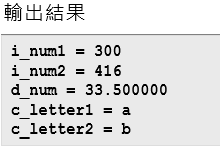 輸出結果
i_num1 = 300
i_num2 = 416
d_num = 33.500000
c_letter1 = a
c_letter2 = b